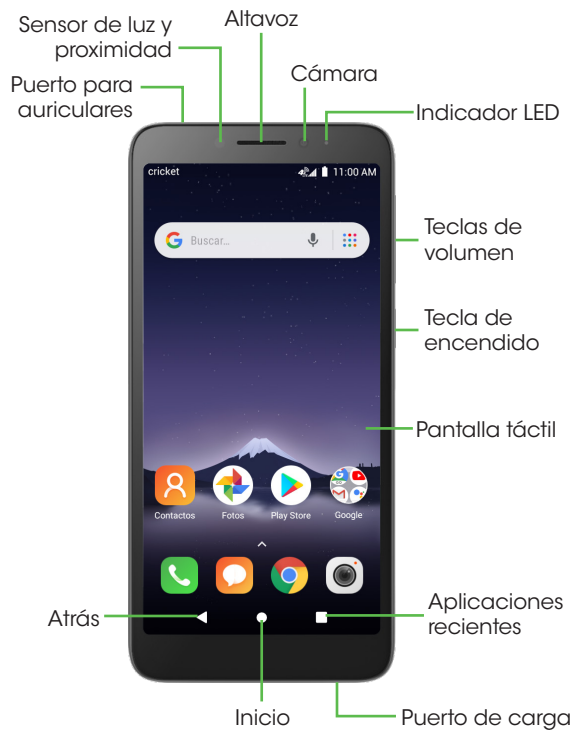 Sensor de luz y
proximidad
Altavoz
Cámara
Puerto para
auriculares
Indicador LED
cricket
4G 11:00 AM
Buscar...
Teclas de
volumen
Tecla de
encendido
Pantalla táctil
Contactos
Fotos
Play Store
Google
Atrás
Aplicaciones
recientes
Inicio
Puerto de carga